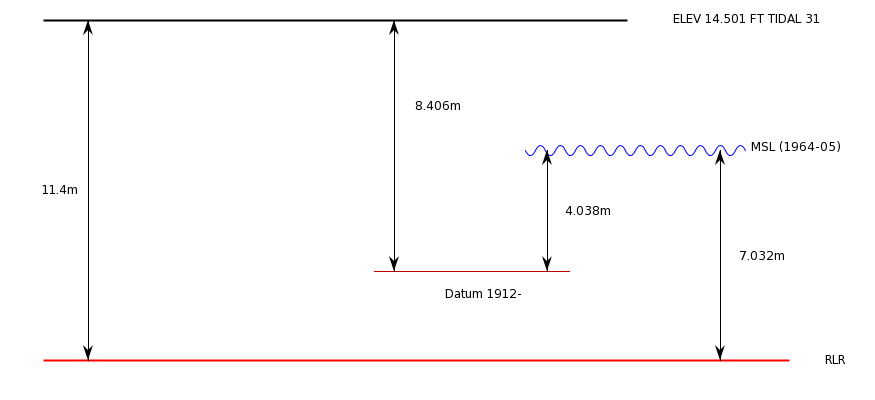 ELEV 14.501 FT TIDAL 31
8.406m
MSL (1964-05)
11.4m
4.038m
7.032m
Datum 1912-
RLR